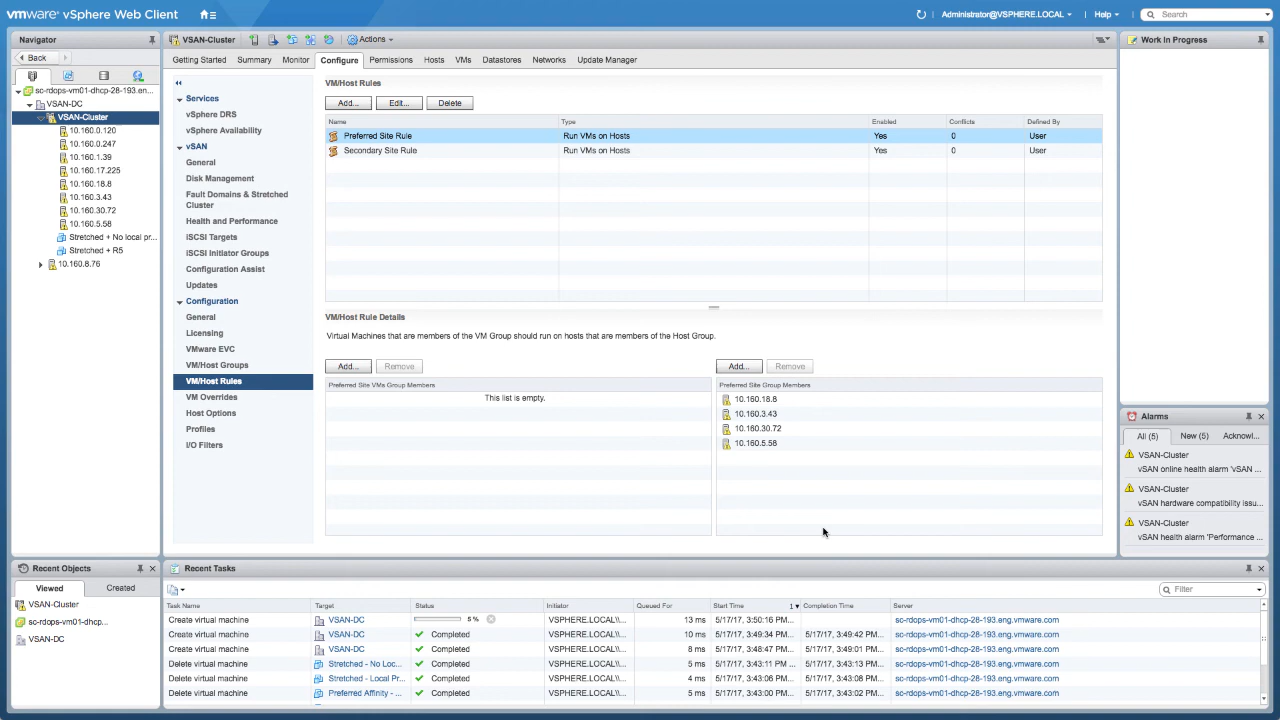 vmware® vSphere Web Client
Administrator@VSPHERE.LOCAL
Help
Search
Navigator
Back
sc-rdops-vm01-dhcp-28-193.en...
VSAN-DC
VSAN-Cluster
10.160.0.120
10.160.0.247
10.160.1.39
10.160.17.225
10.160.18.8
10.160.3.43
10.160.30.72
10.160.5.58
Stretched + No local pr...
Stretched + R5
10.160.8.76
VSAN-Cluster
Actions
Getting Started Summary Monitor Configure Permissions Hosts VMs Datastores Networks Update Manager
Services
vSphere DRS
vSphere Availability
vSAN
General
Disk Management
Fault Domains & Stretched
Cluster
Health and Performance
iSCSI Targets
iSCSI Initiator Groups
Configuration Assist
Updates
Configuration
General
Licensing
VMware EVC
VM/Host Groups
VM/Host Rules
VM Overrides
Host Options
Profiles
I/O Filters
VM/Host Rules
Add... Edit... Delete
Name Type Enabled Conflicts Defined By
Preferred Site Rule Run VMs on Hosts Yes 0 User
Secondary Site Rule Run VMs on Hosts Yes 0 User
VM/Host Rule Details
Virtual Machines that are members of the VM Group should run on hosts that are members of the Host Group.
Add... Remove
Preferred Site VMs Group Members
This list is empty.
Add... Remove
Preferred Site Group Members
10.160.18.8
10.160.3.43
10.160.30.72
10.160.5.58
Work In Progress
Alarms
All (5) New (5) Acknowl...
VSAN-Cluster
vSAN online health alarm 'vSAN ...
VSAN-Cluster
vSAN hardware compatibility issu...
VSAN-Cluster
vSAN health alarm 'Performance ...
Recent Objects
Viewed Created
VSAN-Cluster
sc-rdops-vm01-dhcp...
VSAN-DC
Recent Tasks
Filter
Task Name Target Status Initiator Queued For Start Time 1 Completion Time Server
Create virtual machine VSAN-DC 5 % VSPHERE.LOCAL\... 13 ms 5/17/17, 3:50:16 PM... sc-rdops-vm01-dhcp-28-193.eng.vmware.com
Create virtual machine VSAN-DC Completed VSPHERE.LOCAL\... 10 ms 5/17/17, 3:49:34 PM... 5/17/17, 3:49:42 PM... sc-rdops-vm01-dhcp-28-193.eng.vmware.com
Create virtual machine VSAN-DC Completed VSPHERE.LOCAL\... 8 ms 5/17/17, 3:48:47 PM... 5/17/17, 3:49:01 PM... sc-rdops-vm01-dhcp-28-193.eng.vmware.com
Delete virtual machine Stretched - No Loc... Completed VSPHERE.LOCAL\... 5 ms 5/17/17, 3:43:11 PM... 5/17/17, 3:43:13 PM... sc-rdops-vm01-dhcp-28-193.eng.vmware.com
Delete virtual machine Stretched - Local Pr... Completed VSPHERE.LOCAL\... 4 ms 5/17/17, 3:43:06 PM... 5/17/17, 3:43:08 PM... sc-rdops-vm01-dhcp-28-193.eng.vmware.com
Delete virtual machine Preferred Affinity - ... Completed VSPHERE.LOCAL\... 5 ms 5/17/17, 3:43:00 PM... 5/17/17, 3:43:02 PM... sc-rdops-vm01-dhcp-28-193.eng.vmware.com